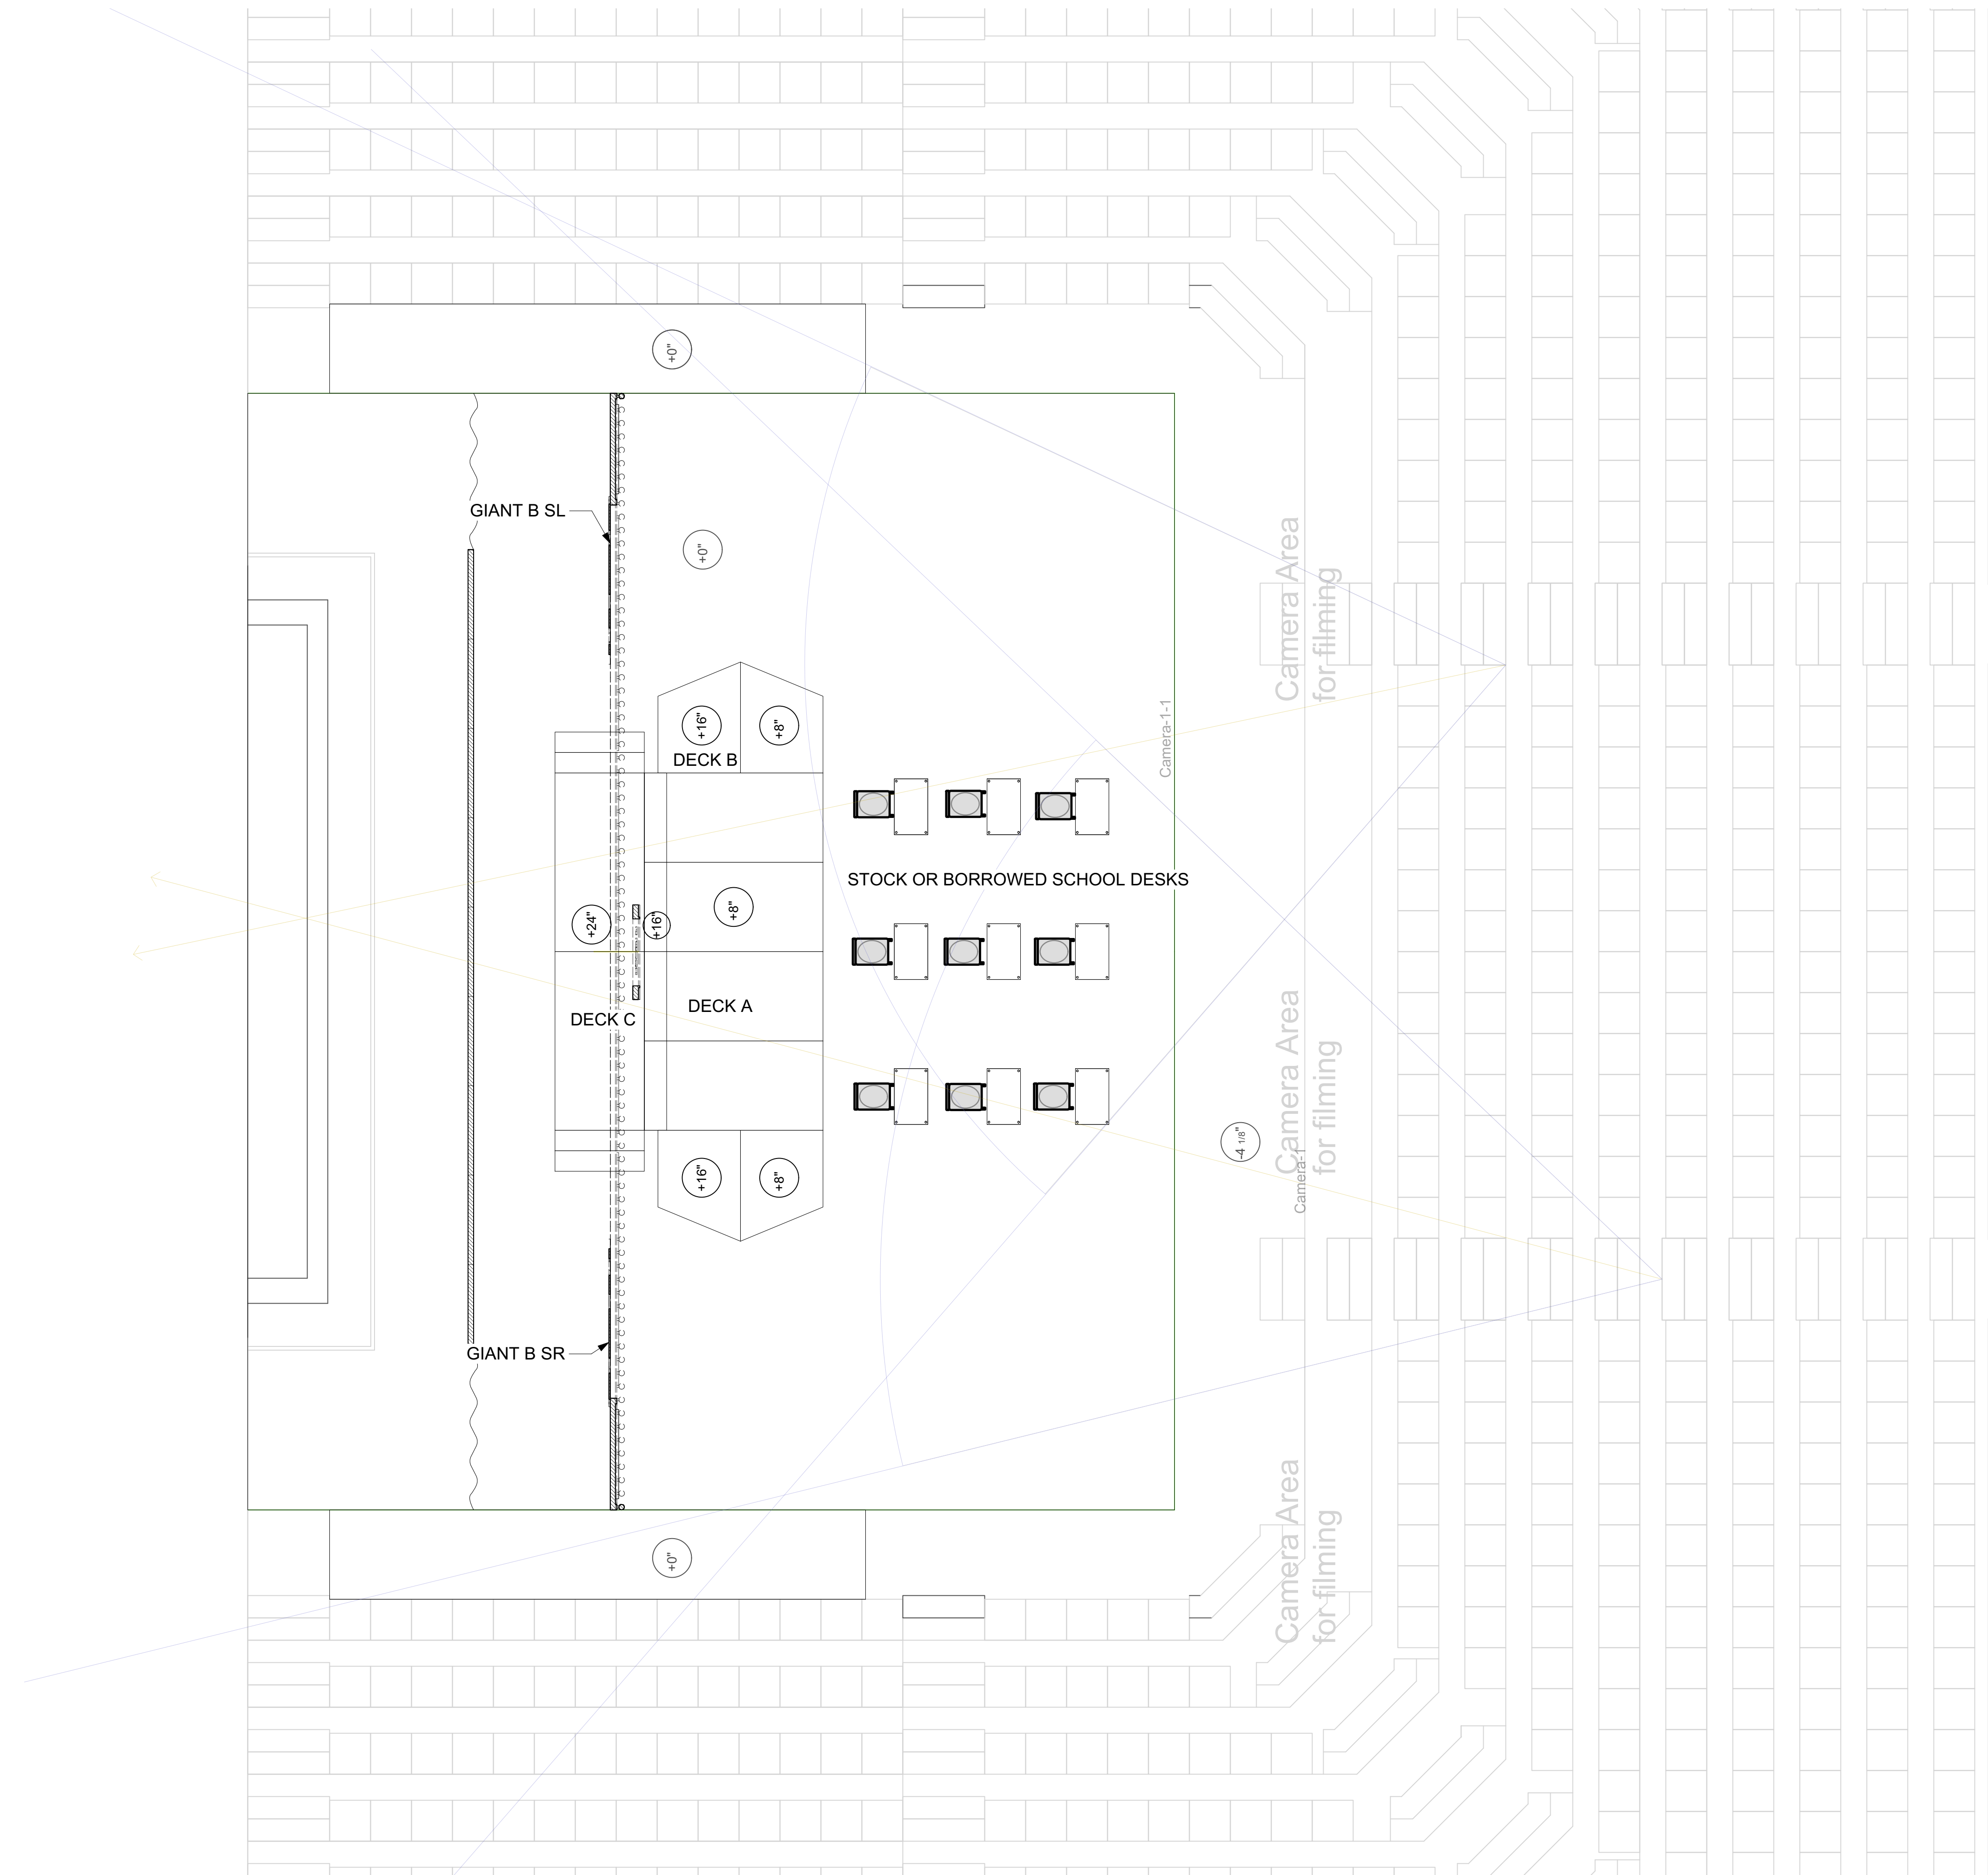 +0"
GIANT B SL
+0"
Camera Area
for filming
Camera-1-1
+16"
+8"
DECK B
STOCK OR BORROWED SCHOOL DESKS
+24"
+16"
+8"
DECK A
DECK C
Camera Area
for filming
-4 1/8"
Camera-1
+16"
+8"
GIANT B SR
+0"
Camera Area
for filming